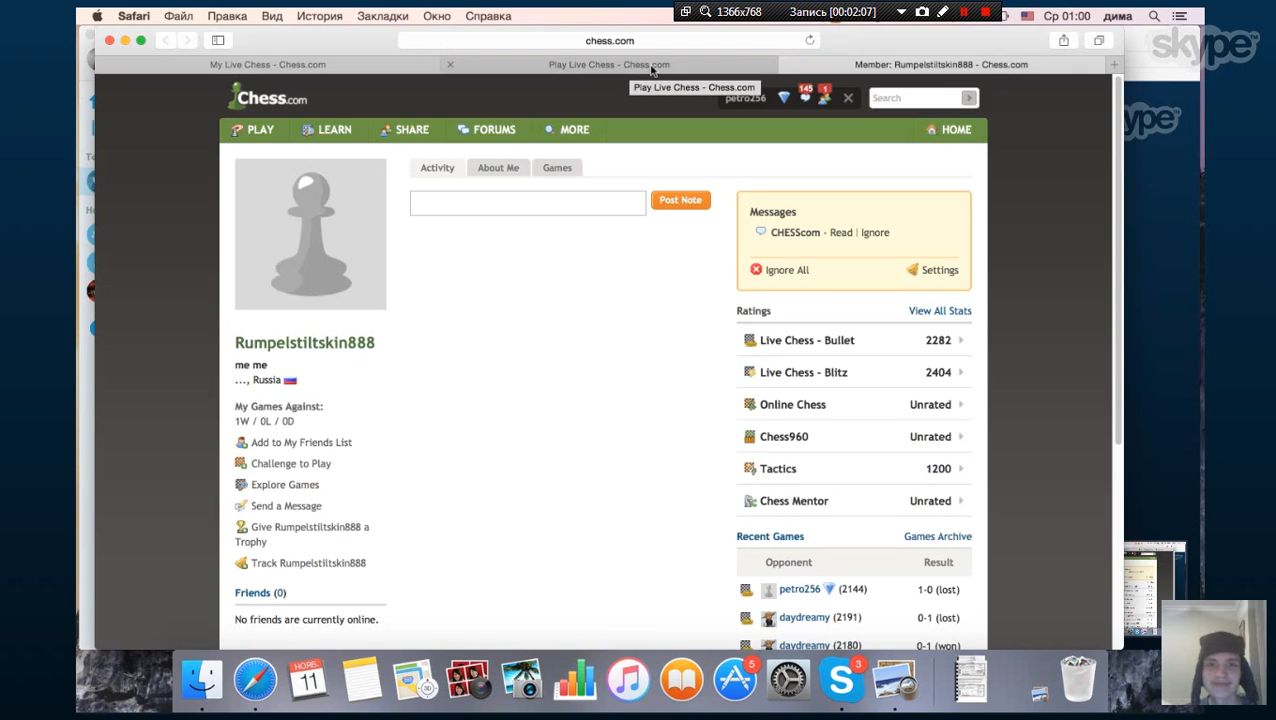 Safari Файл Правка Вид История Закладки Окно Справка
1366x768 Запись [00:02:07]
Ср 01:00 дима
skype
chess.com
My Live Chess - Chess.com
Play Live Chess - Chess.com
Member: Rumpelstiltskin888 - Chess.com
Play Live Chess - Chess.com
Chess.com
petro256 145 1 Search
PLAY LEARN SHARE FORUMS MORE HOME
Activity About Me Games
Post Note
Messages
CHESScom - Read | Ignore
Ignore All Settings
Rumpelstiltskin888
me me
..., Russia
My Games Against:
1W / 0L / 0D
Add to My Friends List
Challenge to Play
Explore Games
Send a Message
Give Rumpelstiltskin888 a
Trophy
Track Rumpelstiltskin888
Friends (0)
No friends are currently online.
Ratings View All Stats
Live Chess - Bullet 2282
Live Chess - Blitz 2404
Online Chess Unrated
Chess960 Unrated
Tactics 1200
Chess Mentor Unrated
Recent Games Games Archive
Opponent Result
petro256 (2144) 1-0 (lost)
daydreamy (2191) 0-1 (lost)
daydreamy (2180) 0-1 (won)
НОЯБ.
11
5
3